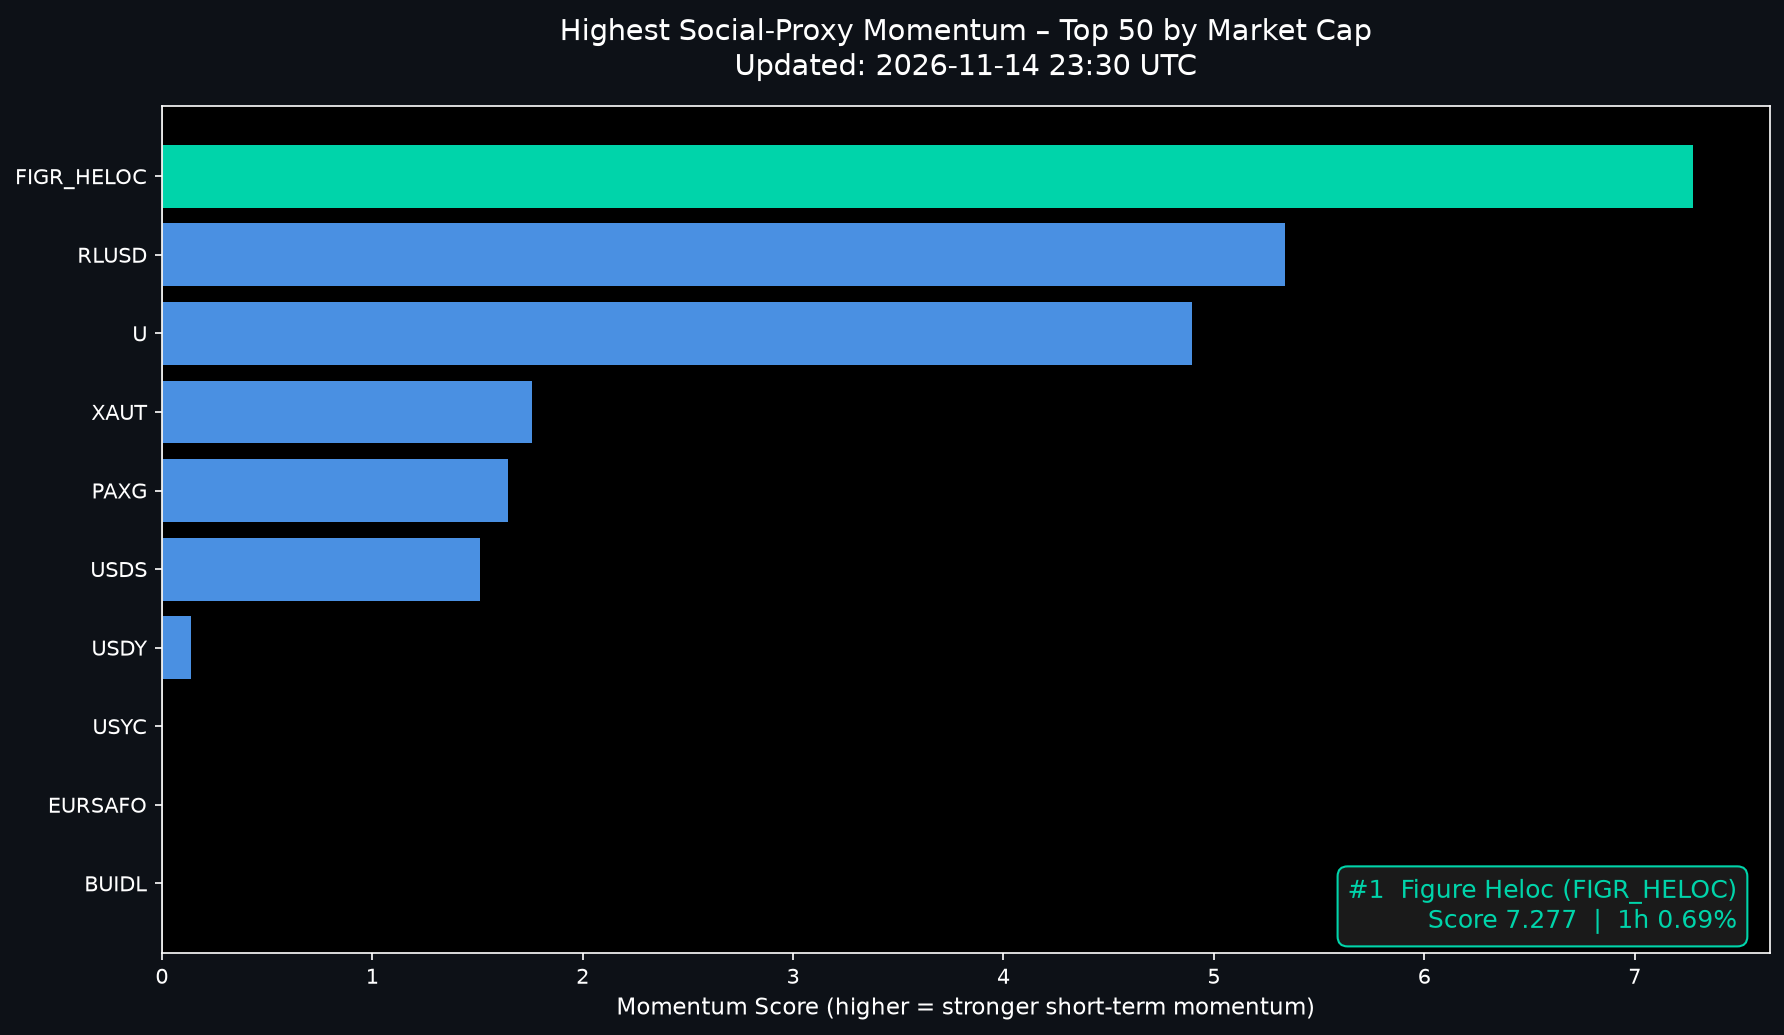 Highest Social-Proxy Momentum – Top 50 by Market Cap
Updated: 2026-11-14 23:30 UTC
FIGR_HELOC
RLUSD
U
XAUT
PAXG
USDS
USDY
USYC
EURSAFO
BUIDL
#1 Figure Heloc (FIGR_HELOC)
Score 7.277 | 1h 0.69%
0 1 2 3 4 5 6 7
Momentum Score (higher = stronger short-term momentum)